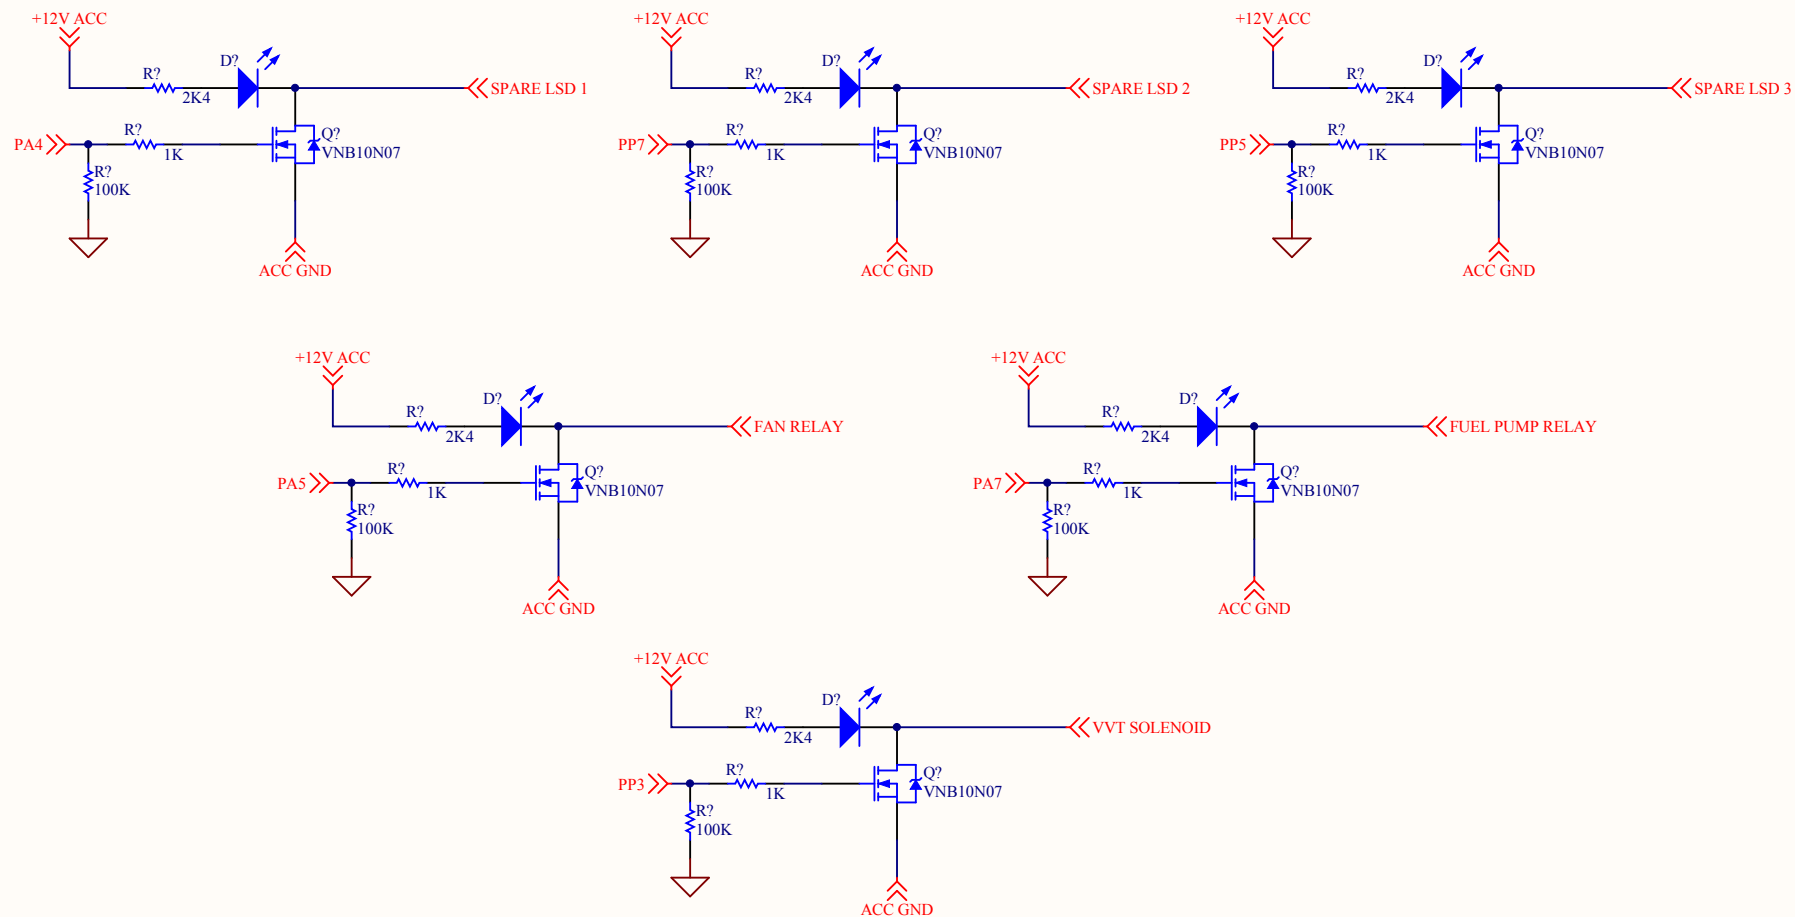 +12V ACC
R?
2K4
D?
SPARE LSD 1
PA4
R?
1K
Q?
VNB10N07
R?
100K
ACC GND
+12V ACC
R?
2K4
D?
SPARE LSD 2
PP7
R?
1K
Q?
VNB10N07
R?
100K
ACC GND
+12V ACC
R?
2K4
D?
SPARE LSD 3
PP5
R?
1K
Q?
VNB10N07
R?
100K
ACC GND
+12V ACC
R?
2K4
D?
FAN RELAY
PA5
R?
1K
Q?
VNB10N07
R?
100K
ACC GND
+12V ACC
R?
2K4
D?
FUEL PUMP RELAY
PA7
R?
1K
Q?
VNB10N07
R?
100K
ACC GND
+12V ACC
R?
2K4
D?
VVT SOLENOID
PP3
R?
1K
Q?
VNB10N07
R?
100K
ACC GND